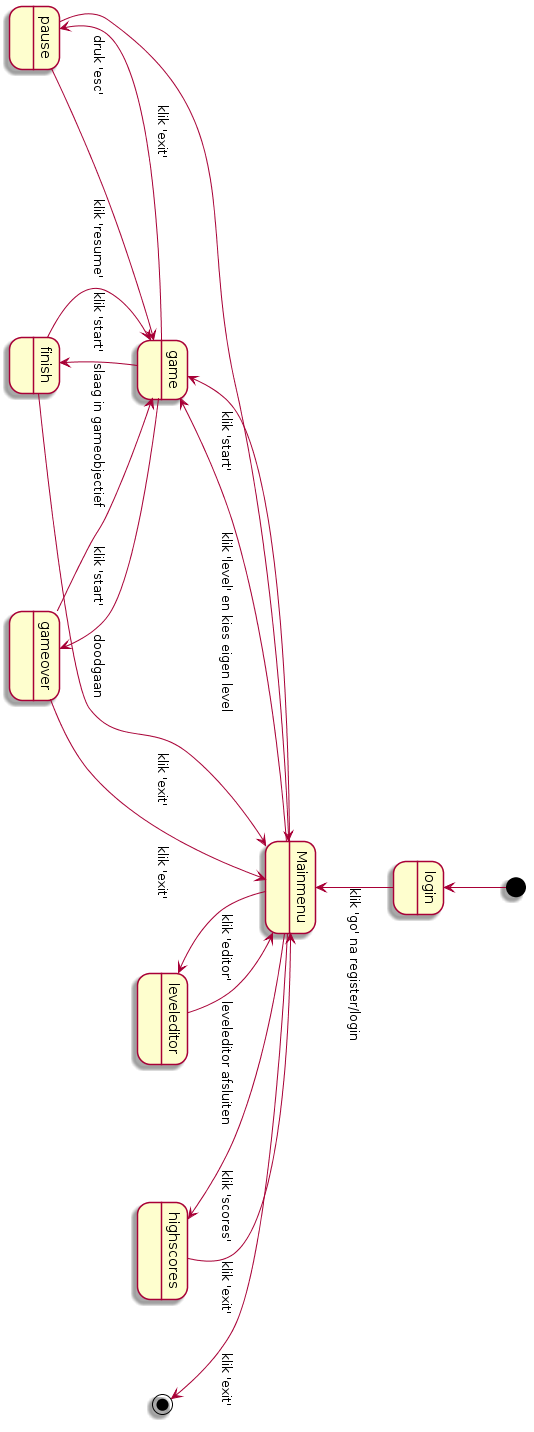 login
klik 'go' na register/login
Mainmenu
klik 'start'
klik 'level' en kies eigen level
klik 'editor'
leveleditor afsluiten
klik 'scores'
klik 'exit'
klik 'exit'
game
leveleditor
highscores
klik 'exit'
klik 'exit'
klik 'exit'
druk 'esc'
klik 'resume'
klik 'start'
slaag in gameobjectief
klik 'start'
doodgaan
pause
finish
gameover